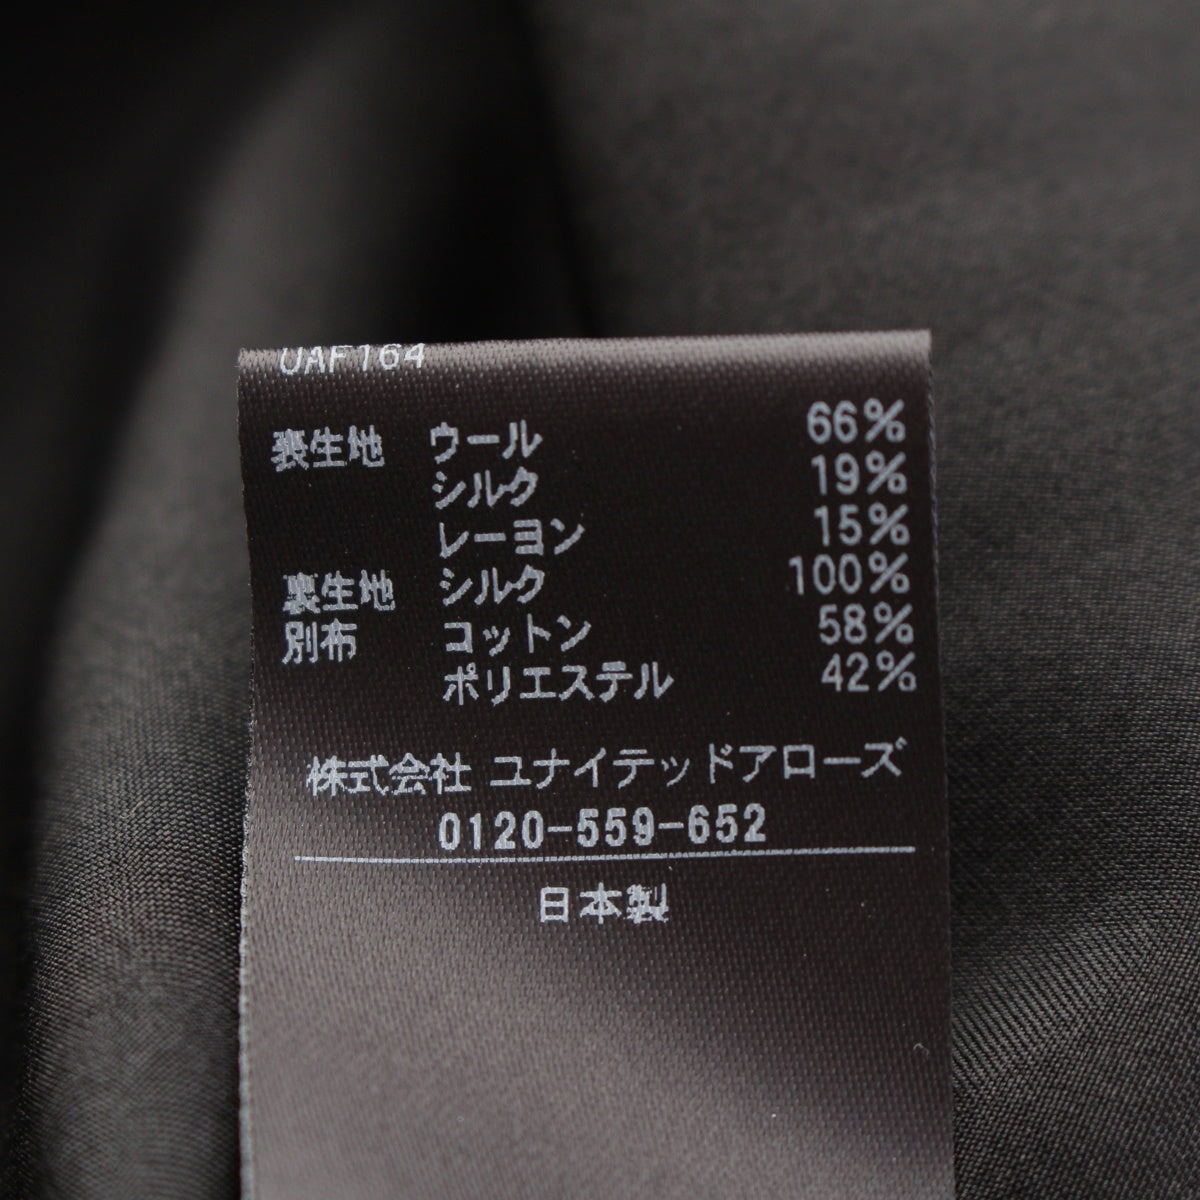 UAF164
表生地 ウール 66%
シルク 19%
レーヨン 15%
裏生地 シルク 100%
別布 コットン 58%
ポリエステル 42%
株式会社 ユナイテッドアローズ
0120-559-652
日本製